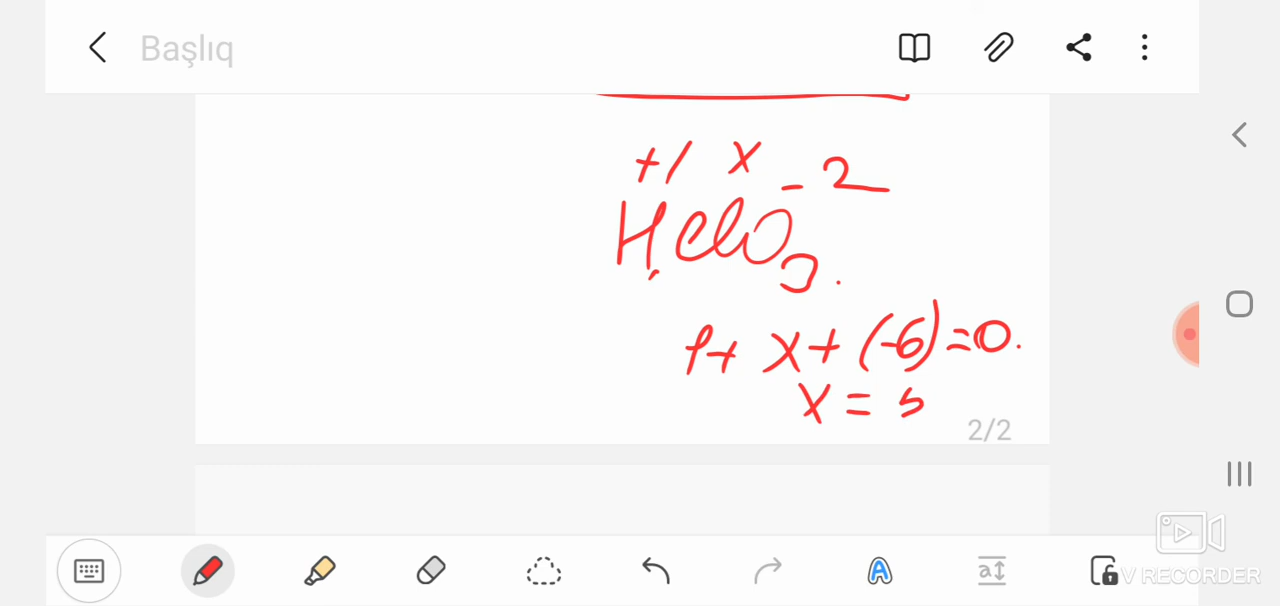 Başlıq
+1 x -2
HClO3.
1+ x + (-6) = 0.
x = 5
2/2
V RECORDER